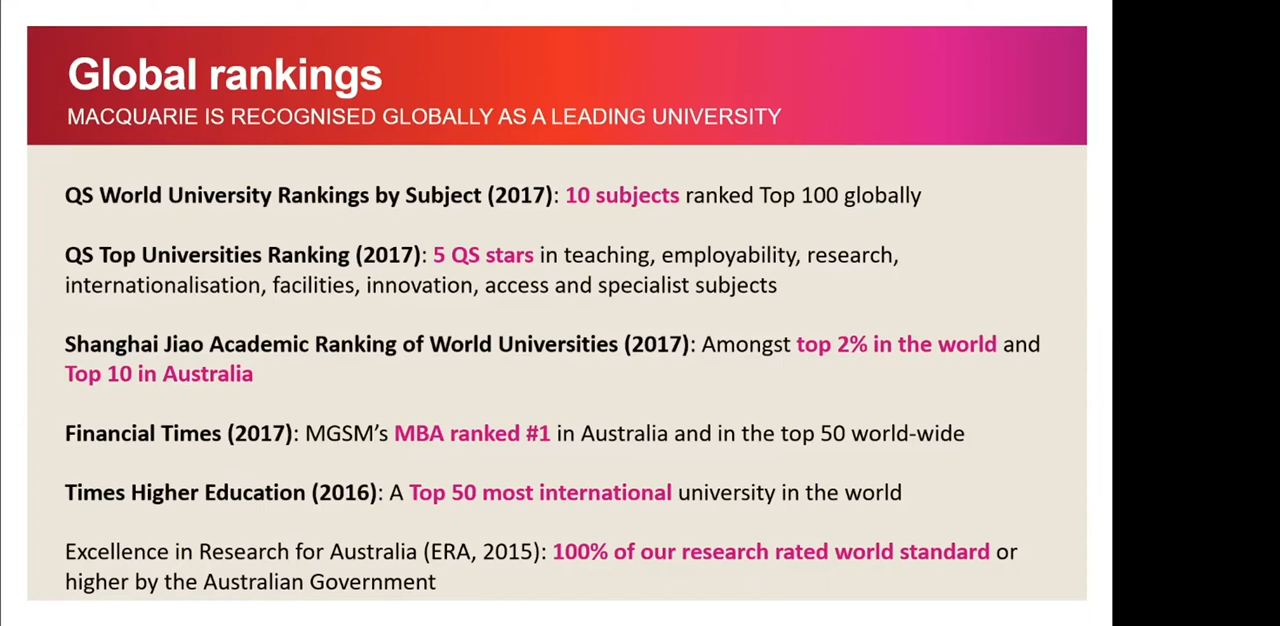 Global rankings
MACQUARIE IS RECOGNISED GLOBALLY AS A LEADING UNIVERSITY
QS World University Rankings by Subject (2017): 10 subjects ranked Top 100 globally
QS Top Universities Ranking (2017): 5 QS stars in teaching, employability, research,
internationalisation, facilities, innovation, access and specialist subjects
Shanghai Jiao Academic Ranking of World Universities (2017): Amongst top 2% in the world and
Top 10 in Australia
Financial Times (2017): MGSM's MBA ranked #1 in Australia and in the top 50 world-wide
Times Higher Education (2016): A Top 50 most international university in the world
Excellence in Research for Australia (ERA, 2015): 100% of our research rated world standard or
higher by the Australian Government